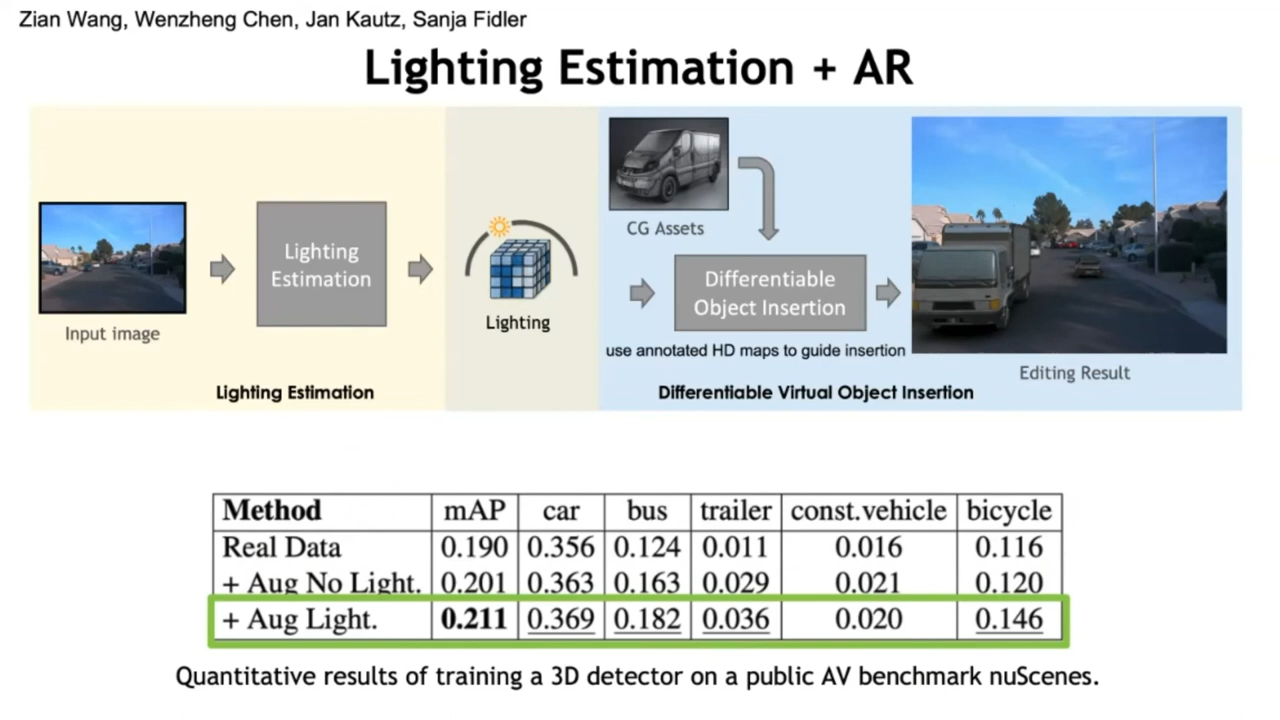 Zian Wang, Wenzheng Chen, Jan Kautz, Sanja Fidler
Lighting Estimation + AR
Input image
Lighting
Estimation
Lighting
CG Assets
Differentiable
Object Insertion
use annotated HD maps to guide insertion
Editing Result
Lighting Estimation
Differentiable Virtual Object Insertion
Method mAP car bus trailer const.vehicle bicycle
Real Data 0.190 0.356 0.124 0.011 0.016 0.116
+ Aug No Light. 0.201 0.363 0.163 0.029 0.021 0.120
+ Aug Light. 0.211 0.369 0.182 0.036 0.020 0.146
Quantitative results of training a 3D detector on a public AV benchmark nuScenes.